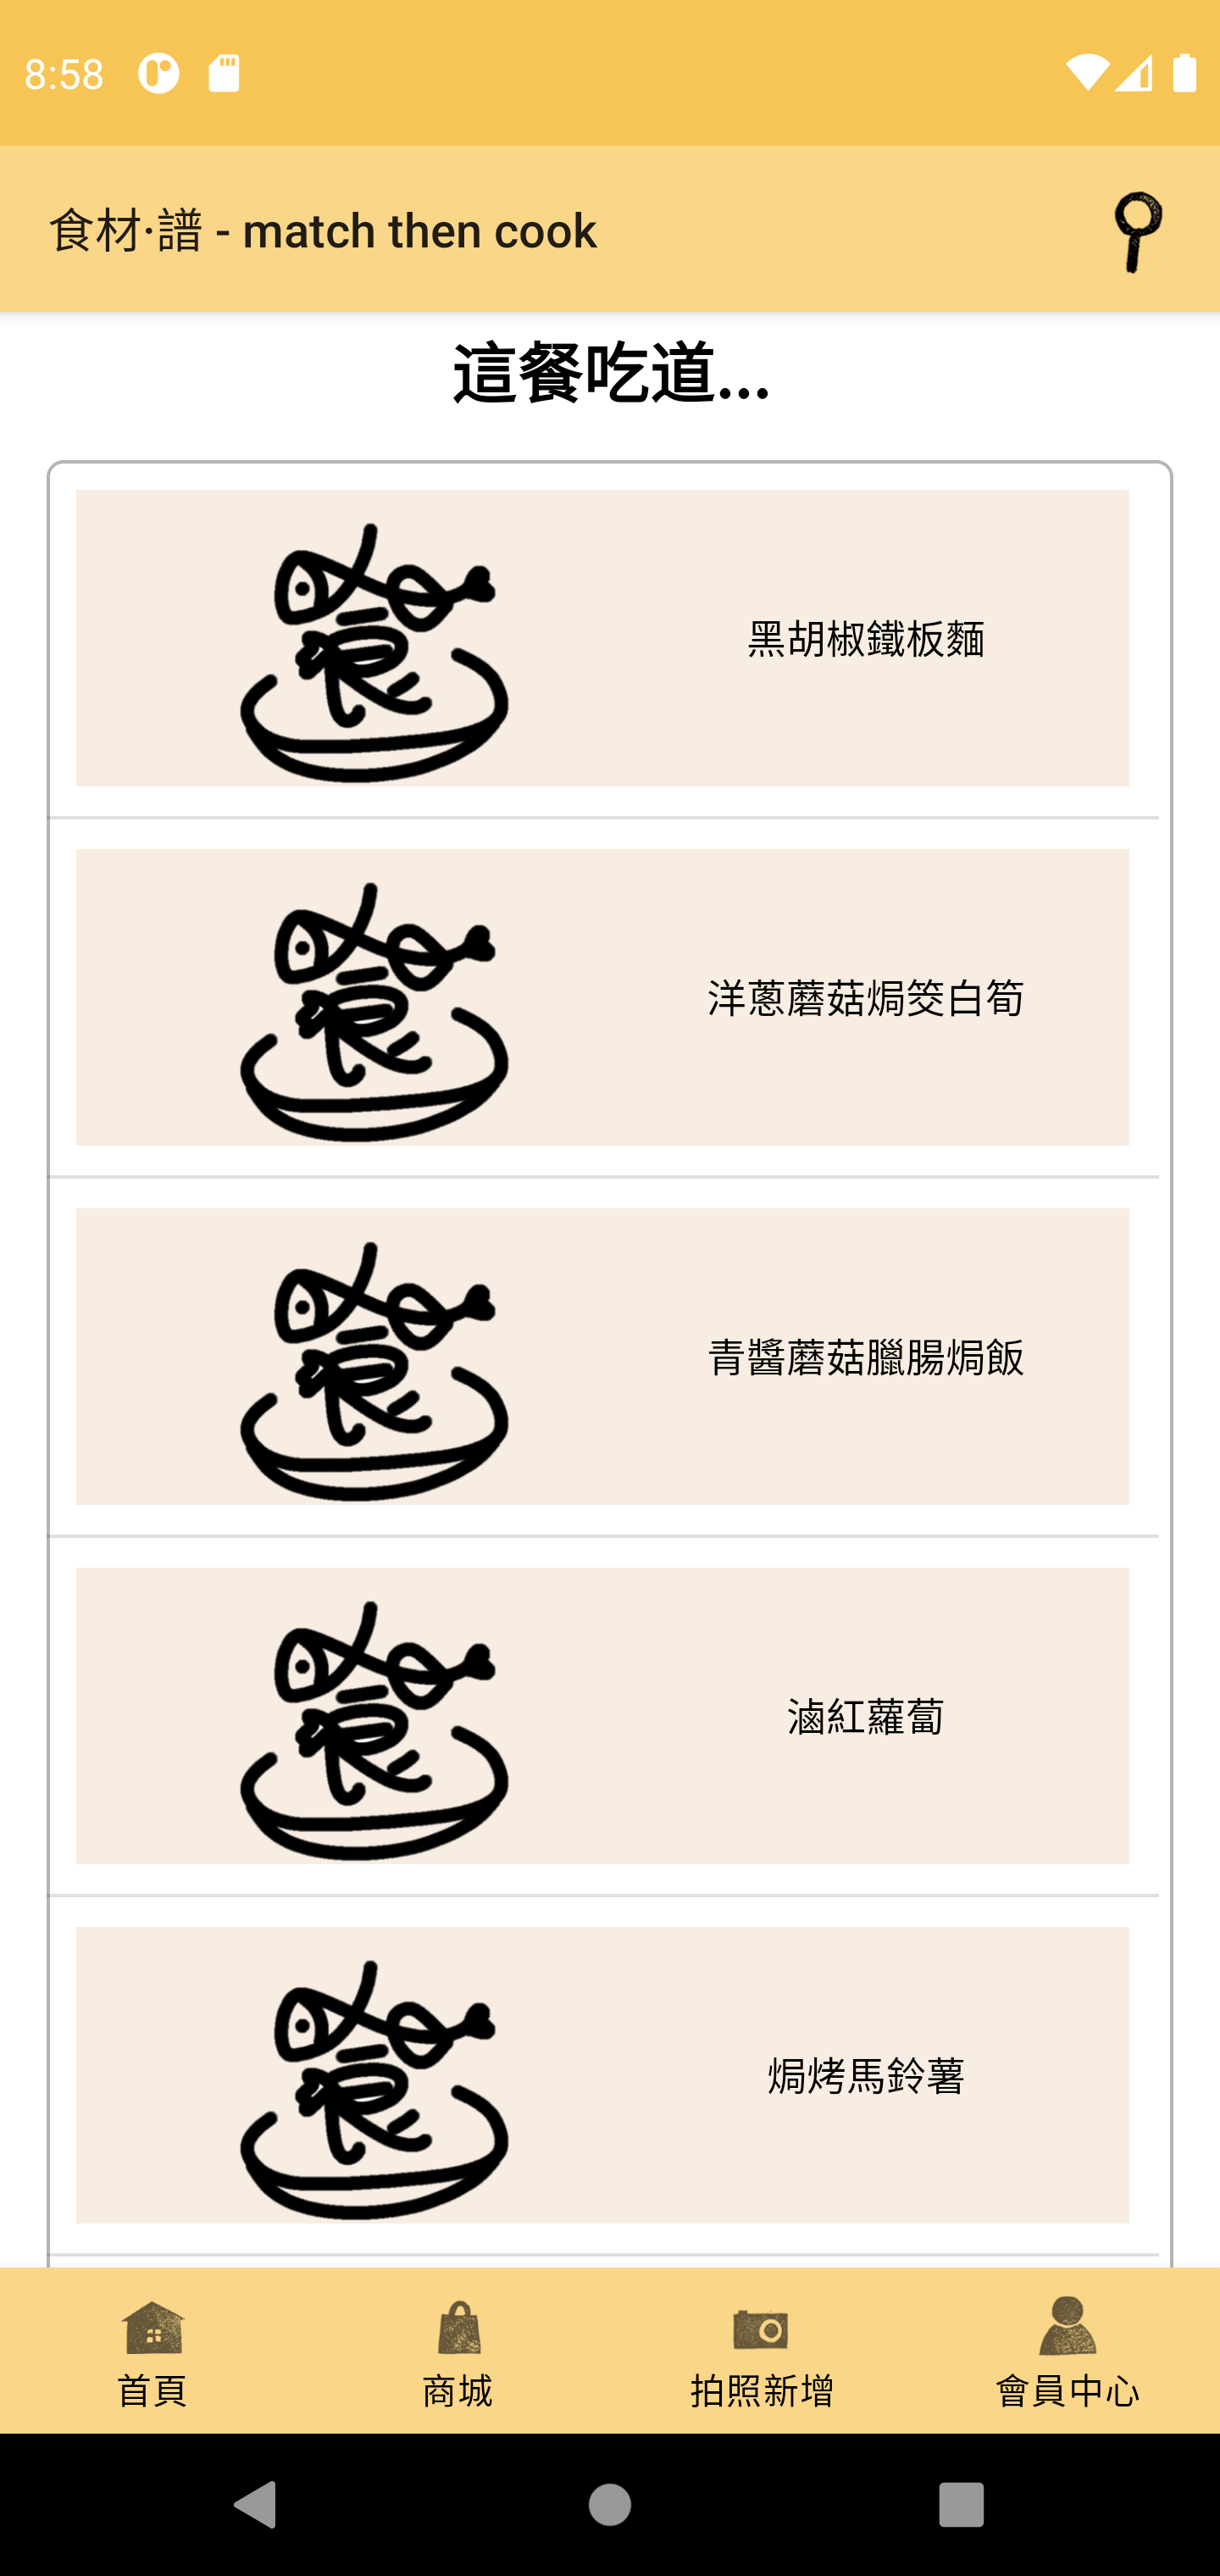 8:58
食材·譜 - match then cook
這餐吃道...
黑胡椒鐵板麵
洋蔥蘑菇焗筊白筍
青醬蘑菇臘腸焗飯
滷紅蘿蔔
焗烤馬鈴薯
首頁
商城
拍照新增
會員中心